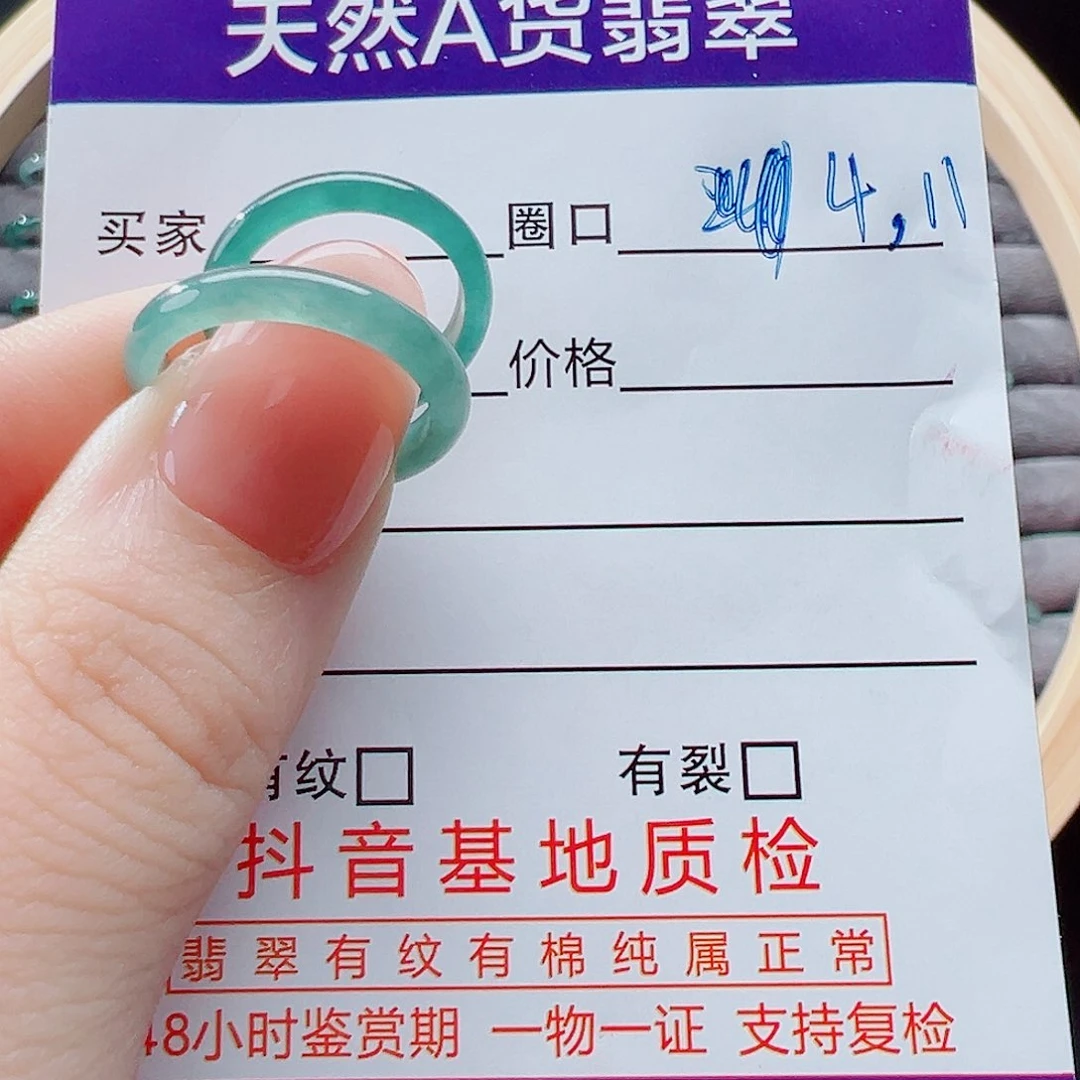 天然A货翡翠
买家 圈口 4,11
价格
有纹□ 有裂□
抖音基地质检
翡翠有纹有棉纯属正常
48小时鉴赏期 一物一证 支持复检